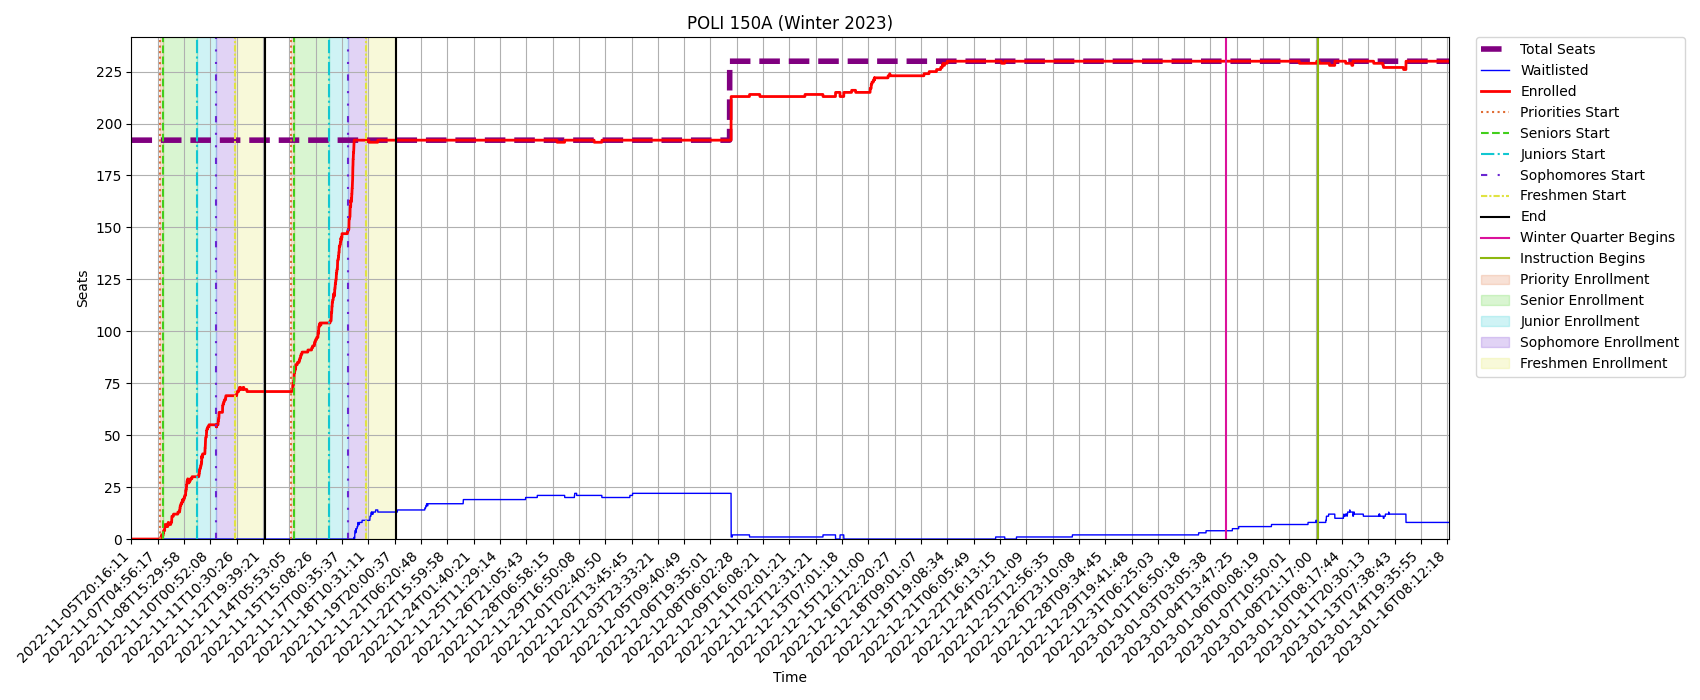 POLI 150A (Winter 2023)
Total Seats
Waitlisted
Enrolled
Priorities Start
Seniors Start
Juniors Start
Sophomores Start
Freshmen Start
End
Winter Quarter Begins
Instruction Begins
Priority Enrollment
Senior Enrollment
Junior Enrollment
Sophomore Enrollment
Freshmen Enrollment
Seats
225
200
175
150
125
100
75
50
25
0
2022-11-05T20:16:11
2022-11-07T04:56:17
2022-11-08T15:29:58
2022-11-10T00:52:08
2022-11-11T10:30:26
2022-11-12T19:39:21
2022-11-14T05:53:05
2022-11-15T15:08:26
2022-11-17T00:35:37
2022-11-18T10:31:11
2022-11-19T20:00:37
2022-11-21T06:20:48
2022-11-22T15:59:58
2022-11-24T01:40:21
2022-11-25T11:29:14
2022-11-26T21:05:43
2022-11-28T06:58:15
2022-11-29T16:50:08
2022-12-01T02:40:50
2022-12-02T13:45:45
2022-12-03T23:33:21
2022-12-05T09:40:49
2022-12-06T19:35:01
2022-12-08T06:02:28
2022-12-09T16:08:21
2022-12-11T02:01:21
2022-12-12T12:31:21
2022-12-13T07:01:18
2022-12-15T12:11:00
2022-12-16T22:20:27
2022-12-18T09:01:07
2022-12-19T19:08:34
2022-12-21T06:05:49
2022-12-22T16:13:15
2022-12-24T02:21:09
2022-12-25T12:56:35
2022-12-26T23:10:08
2022-12-28T09:34:45
2022-12-29T19:41:48
2022-12-31T06:25:03
2023-01-01T16:50:18
2023-01-03T03:05:38
2023-01-04T13:47:25
2023-01-06T00:08:19
2023-01-07T10:50:01
2023-01-08T21:17:00
2023-01-10T08:17:44
2023-01-11T20:30:13
2023-01-13T07:38:43
2023-01-14T19:35:55
2023-01-16T08:12:18
Time